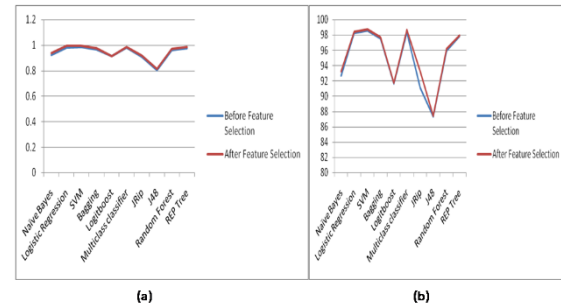 1.2
1
0.8
0.6
0.4
0.2
0
Naive Bayes
Logistic Regression
SVM
Bagging
Logitboost
Multiclass classifier
JRip
J48
Random Forest
REP Tree
Before Feature
Selection
After Feature Selection
(a)
100
98
96
94
92
90
88
86
84
82
80
Naive Bayes
Logistic Regression
SVM
Bagging
Logitboost
Multiclass classifier
JRip
J48
Random Forest
REP Tree
Before Feature
Selection
After Feature Selection
(b)